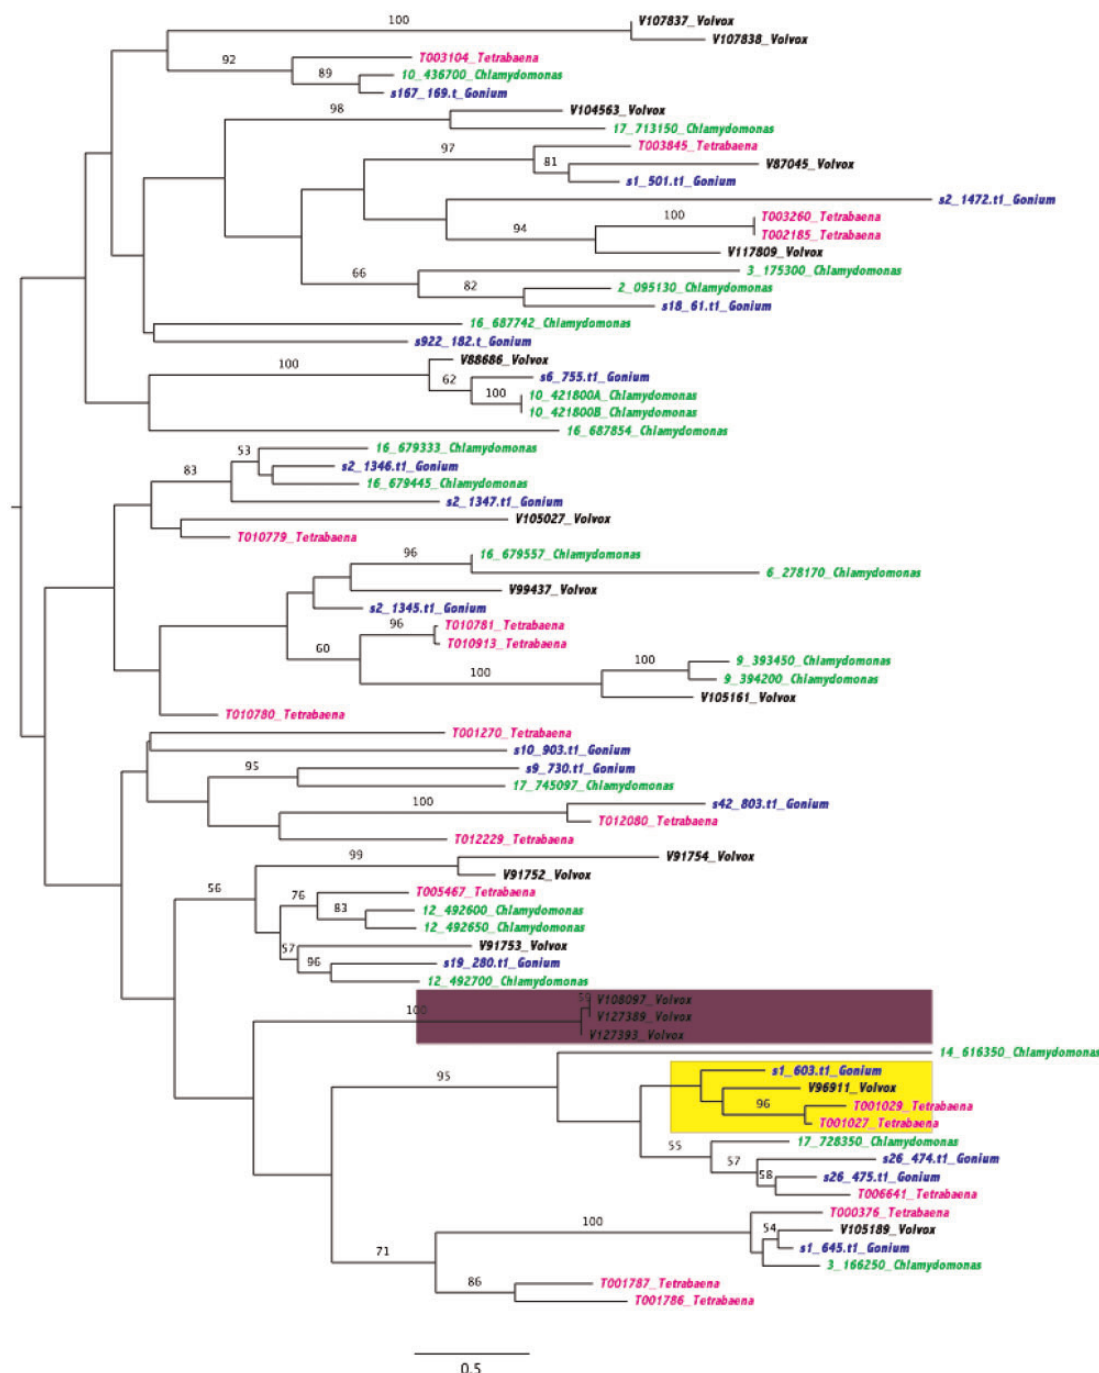 100
V107837_Volvox
V107838_Volvox
92
T003104_Tetrabaena
89
10_436700_Chlamydomonas
s167_169.t_Gonium
98
V104563_Volvox
17_713150_Chlamydomonas
97
T003845_Tetrabaena
81
V87045_Volvox
s1_501.t1_Gonium
s2_1472.t1_Gonium
100
T003260_Tetrabaena
94
T002185_Tetrabaena
V117809_Volvox
66
3_175300_Chlamydomonas
82
2_095130_Chlamydomonas
s18_61.t1_Gonium
16_687742_Chlamydomonas
s922_182.t_Gonium
100
V88686_Volvox
62
s6_755.t1_Gonium
100
10_421800A_Chlamydomonas
10_421800B_Chlamydomonas
16_687854_Chlamydomonas
53
16_679333_Chlamydomonas
83
s2_1346.t1_Gonium
16_679445_Chlamydomonas
s2_1347.t1_Gonium
V105027_Volvox
T010779_Tetrabaena
96
16_679557_Chlamydomonas
6_278170_Chlamydomonas
V99437_Volvox
s2_1345.t1_Gonium
96
T010781_Tetrabaena
T010913_Tetrabaena
60
100
9_393450_Chlamydomonas
100
9_394200_Chlamydomonas
V105161_Volvox
T010780_Tetrabaena
T001270_Tetrabaena
s10_903.t1_Gonium
95
s9_730.t1_Gonium
17_745097_Chlamydomonas
100
s42_803.t1_Gonium
T012080_Tetrabaena
T012229_Tetrabaena
99
V91754_Volvox
V91752_Volvox
56
76
T005467_Tetrabaena
83
12_492600_Chlamydomonas
12_492650_Chlamydomonas
57
V91753_Volvox
96
s19_280.t1_Gonium
12_492700_Chlamydomonas
59
V108097_Volvox
100
V127389_Volvox
V127393_Volvox
14_616350_Chlamydomonas
95
s1_603.t1_Gonium
V96911_Volvox
96
T001029_Tetrabaena
T001027_Tetrabaena
55
17_728350_Chlamydomonas
57
s26_474.t1_Gonium
58
s26_475.t1_Gonium
T006641_Tetrabaena
100
T000376_Tetrabaena
54
V105189_Volvox
s1_645.t1_Gonium
71
3_166250_Chlamydomonas
86
T001787_Tetrabaena
T001786_Tetrabaena
0.5